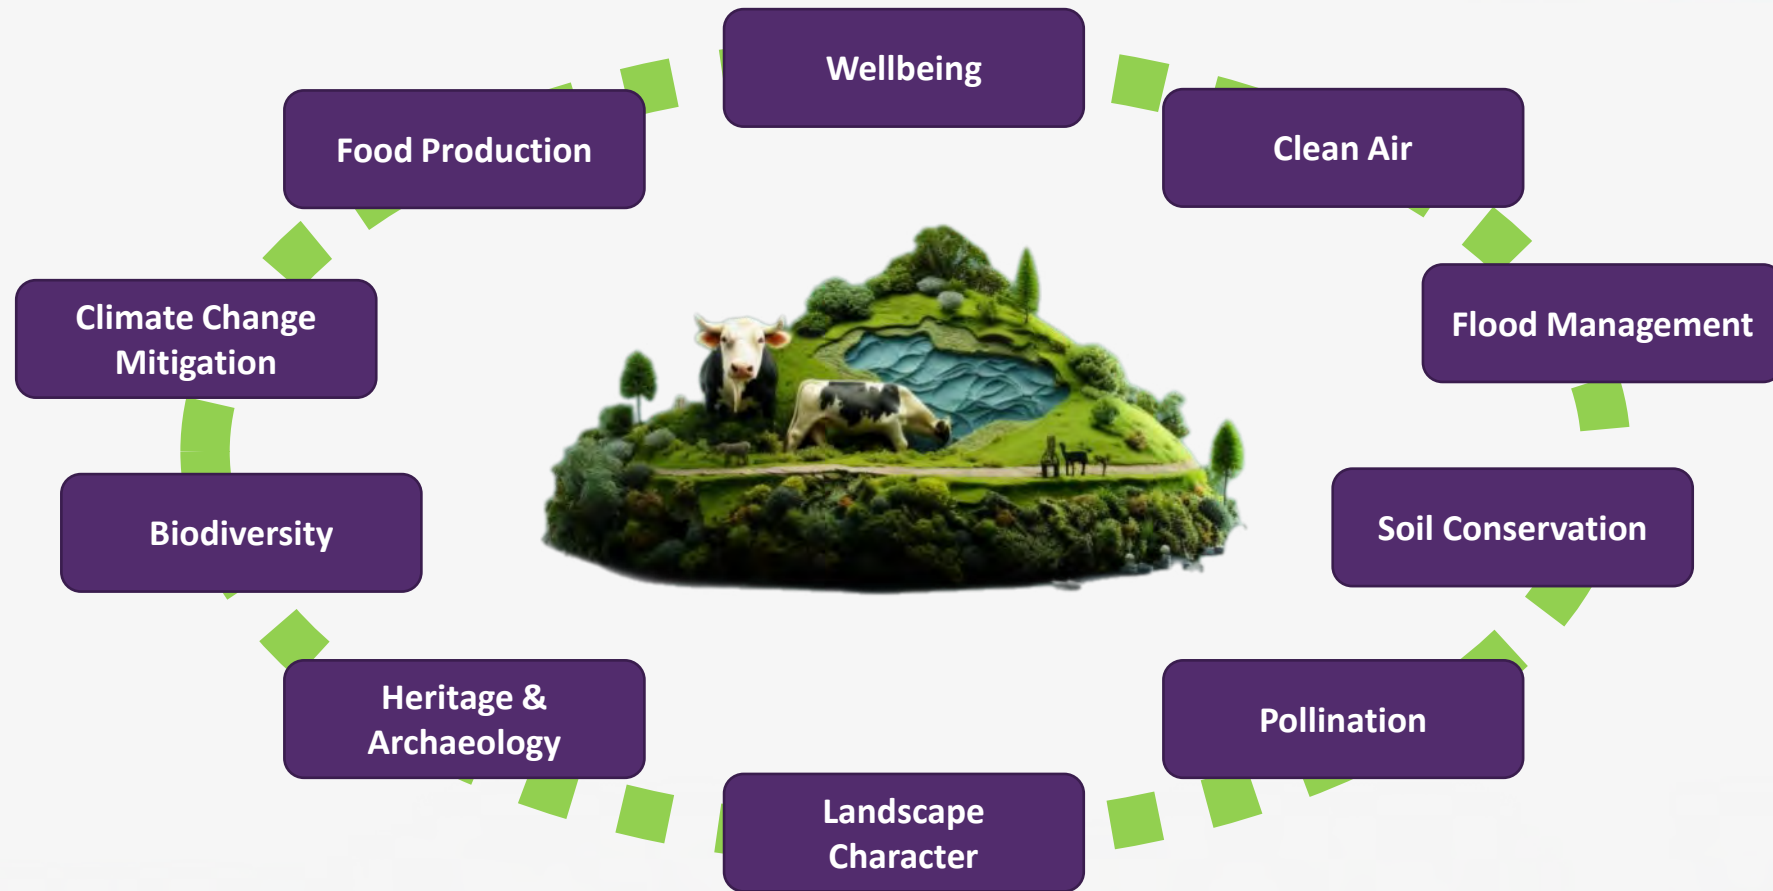 Wellbeing
Clean Air
Flood Management
Soil Conservation
Pollination
Landscape
Character
Heritage &
Archaeology
Biodiversity
Climate Change
Mitigation
Food Production